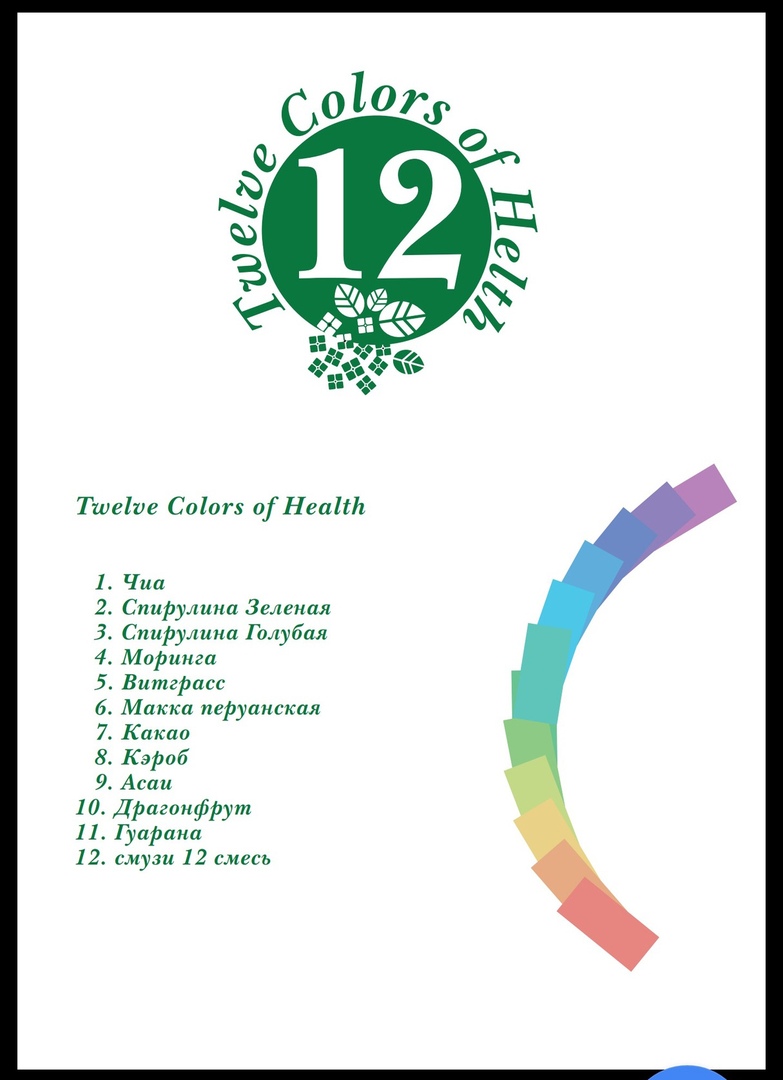 Twelve Colors of Helth
12
Twelve Colors of Health
1. Чиа
2. Спирулина Зеленая
3. Спирулина Голубая
4. Моринга
5. Витграсс
6. Макка перуанская
7. Какао
8. Кэроб
9. Асаи
10. Драгонфрут
11. Гуарана
12. смузи 12 смесь